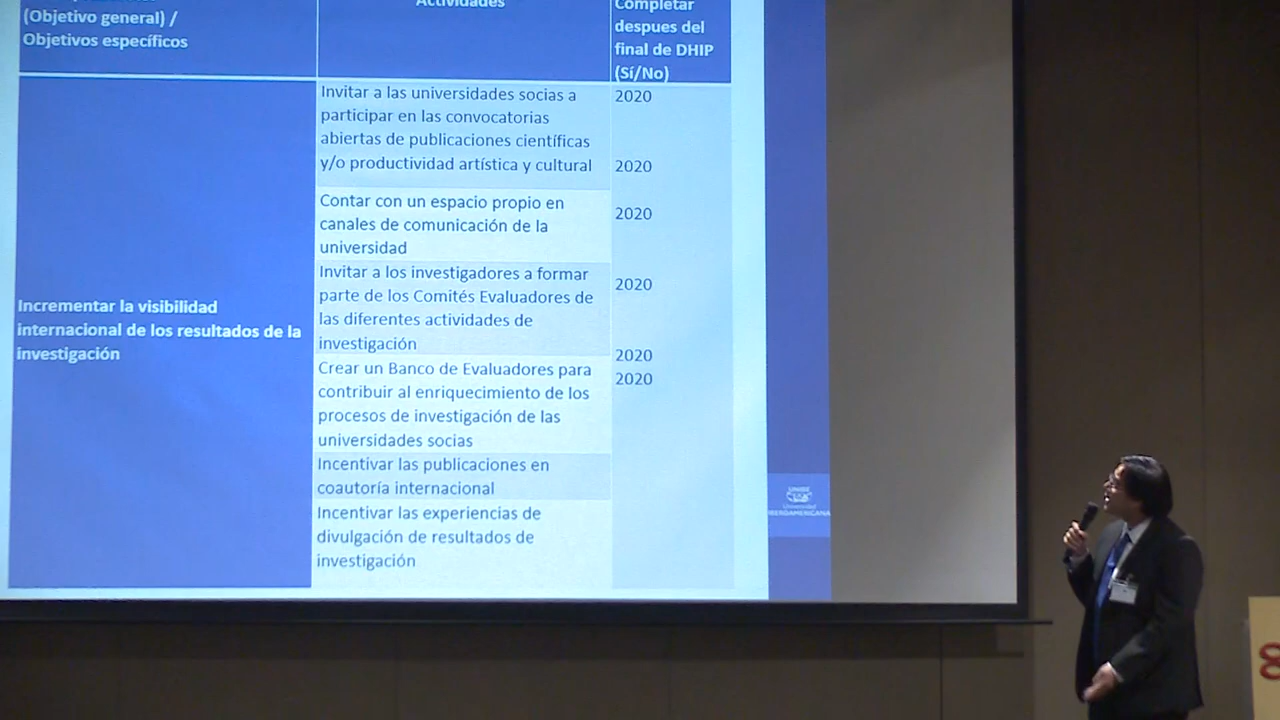 (Objetivo general) /
Objetivos específicos
Actividades
Completar
despues del
final de DHIP
(Sí/No)
Incrementar la visibilidad
internacional de los resultados de la
investigación
Invitar a las universidades socias a
participar en las convocatorias
abiertas de publicaciones científicas
y/o productividad artística y cultural
Contar con un espacio propio en
canales de comunicación de la
universidad
Invitar a los investigadores a formar
parte de los Comités Evaluadores de
las diferentes actividades de
investigación
Crear un Banco de Evaluadores para
contribuir al enriquecimiento de los
procesos de investigación de las
universidades socias
Incentivar las publicaciones en
coautoría internacional
Incentivar las experiencias de
divulgación de resultados de
investigación
2020
2020
2020
2020
2020
2020
UNIBE
Universidad
IBEROAMERICANA
8